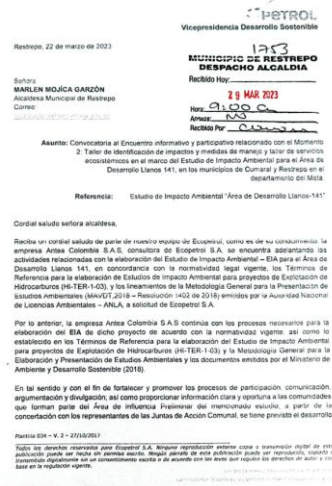 ECOPETROL
Vicepresidencia Desarrollo Sostenible
Restrepo, 22 de marzo de 2023
1753
MUNICIPIO DE RESTREPO
DESPACHO ALCALDIA
Recibido Hoy:
29 MAR 2023
Hora: 9:00 a
Anexos: NO
Recibido Por
Señora
MARLEN MOJICA GARZÓN
Alcaldesa Municipal de Restrepo
Correo:
Asunto: Convocatoria al Encuentro informativo y participativo relacionado con el Momento
2: Taller de identificación de impactos y medidas de manejo y taller de servicios
ecosistémicos en el marco del Estudio de Impacto Ambiental para el Área de
Desarrollo Llanos 141, en los municipios de Cumaral y Restrepo en el
departamento del Meta.
Referencia: Estudio de Impacto Ambiental "Área de Desarrollo Llanos-141"
Cordial saludo señora alcaldesa,
Reciba un cordial saludo de parte de nuestro equipo de Ecopetrol, como es de su conocimiento, la
empresa Antea Colombia S.A.S, consultora de Ecopetrol S.A. se encuentra adelantando las
actividades relacionadas con la elaboración del Estudio de Impacto Ambiental – EIA para el Área de
Desarrollo Llanos 141, en concordancia con la normatividad legal vigente, los Términos de
Referencia para la elaboración de Estudios de Impacto Ambiental para proyectos de Explotación de
Hidrocarburos (HI-TER-1-03), y los lineamientos de la Metodología General para la Presentación de
Estudios Ambientales (MAVDT,2018 – Resolución 1402 de 2018) emitidos por la Autoridad Nacional
de Licencias Ambientales – ANLA, a solicitud de Ecopetrol S.A.
Por lo anterior, la empresa Antea Colombia S.A.S continúa con los procesos necesarios para la
elaboración del EIA de dicho proyecto de acuerdo con la normatividad vigente, así como lo
establecido en los Términos de Referencia para la elaboración del Estudio de Impacto Ambiental
para proyectos de Explotación de Hidrocarburos (HI-TER-1-03) y la Metodología General para la
Elaboración y Presentación de Estudios Ambientales y los documentos emitidos por el Ministerio de
Ambiente y Desarrollo Sostenible (2018).
En tal sentido y con el fin de fortalecer y promover los procesos de participación, comunicación,
argumentación y divulgación, así como proporcionar información clara y oportuna a las comunidades
que forman parte del Área de influencia Preliminar del mencionado estudio, a partir de la
concertación con los representantes de las Juntas de Acción Comunal, se tiene previsto el desarrollo
Plantilla 034 – V. 2 – 27/10/2017
Todos los derechos reservados para Ecopetrol S.A. Ninguna reproducción externa copia o transmisión digital de esta
publicación puede ser hecha sin permiso escrito. Ningún párrafo de esta publicación puede ser reproducido, copiado o
transmitido digitalmente sin un consentimiento escrito o de acuerdo con las leyes que regulan los derechos de autor y con
base en la regulación vigente.